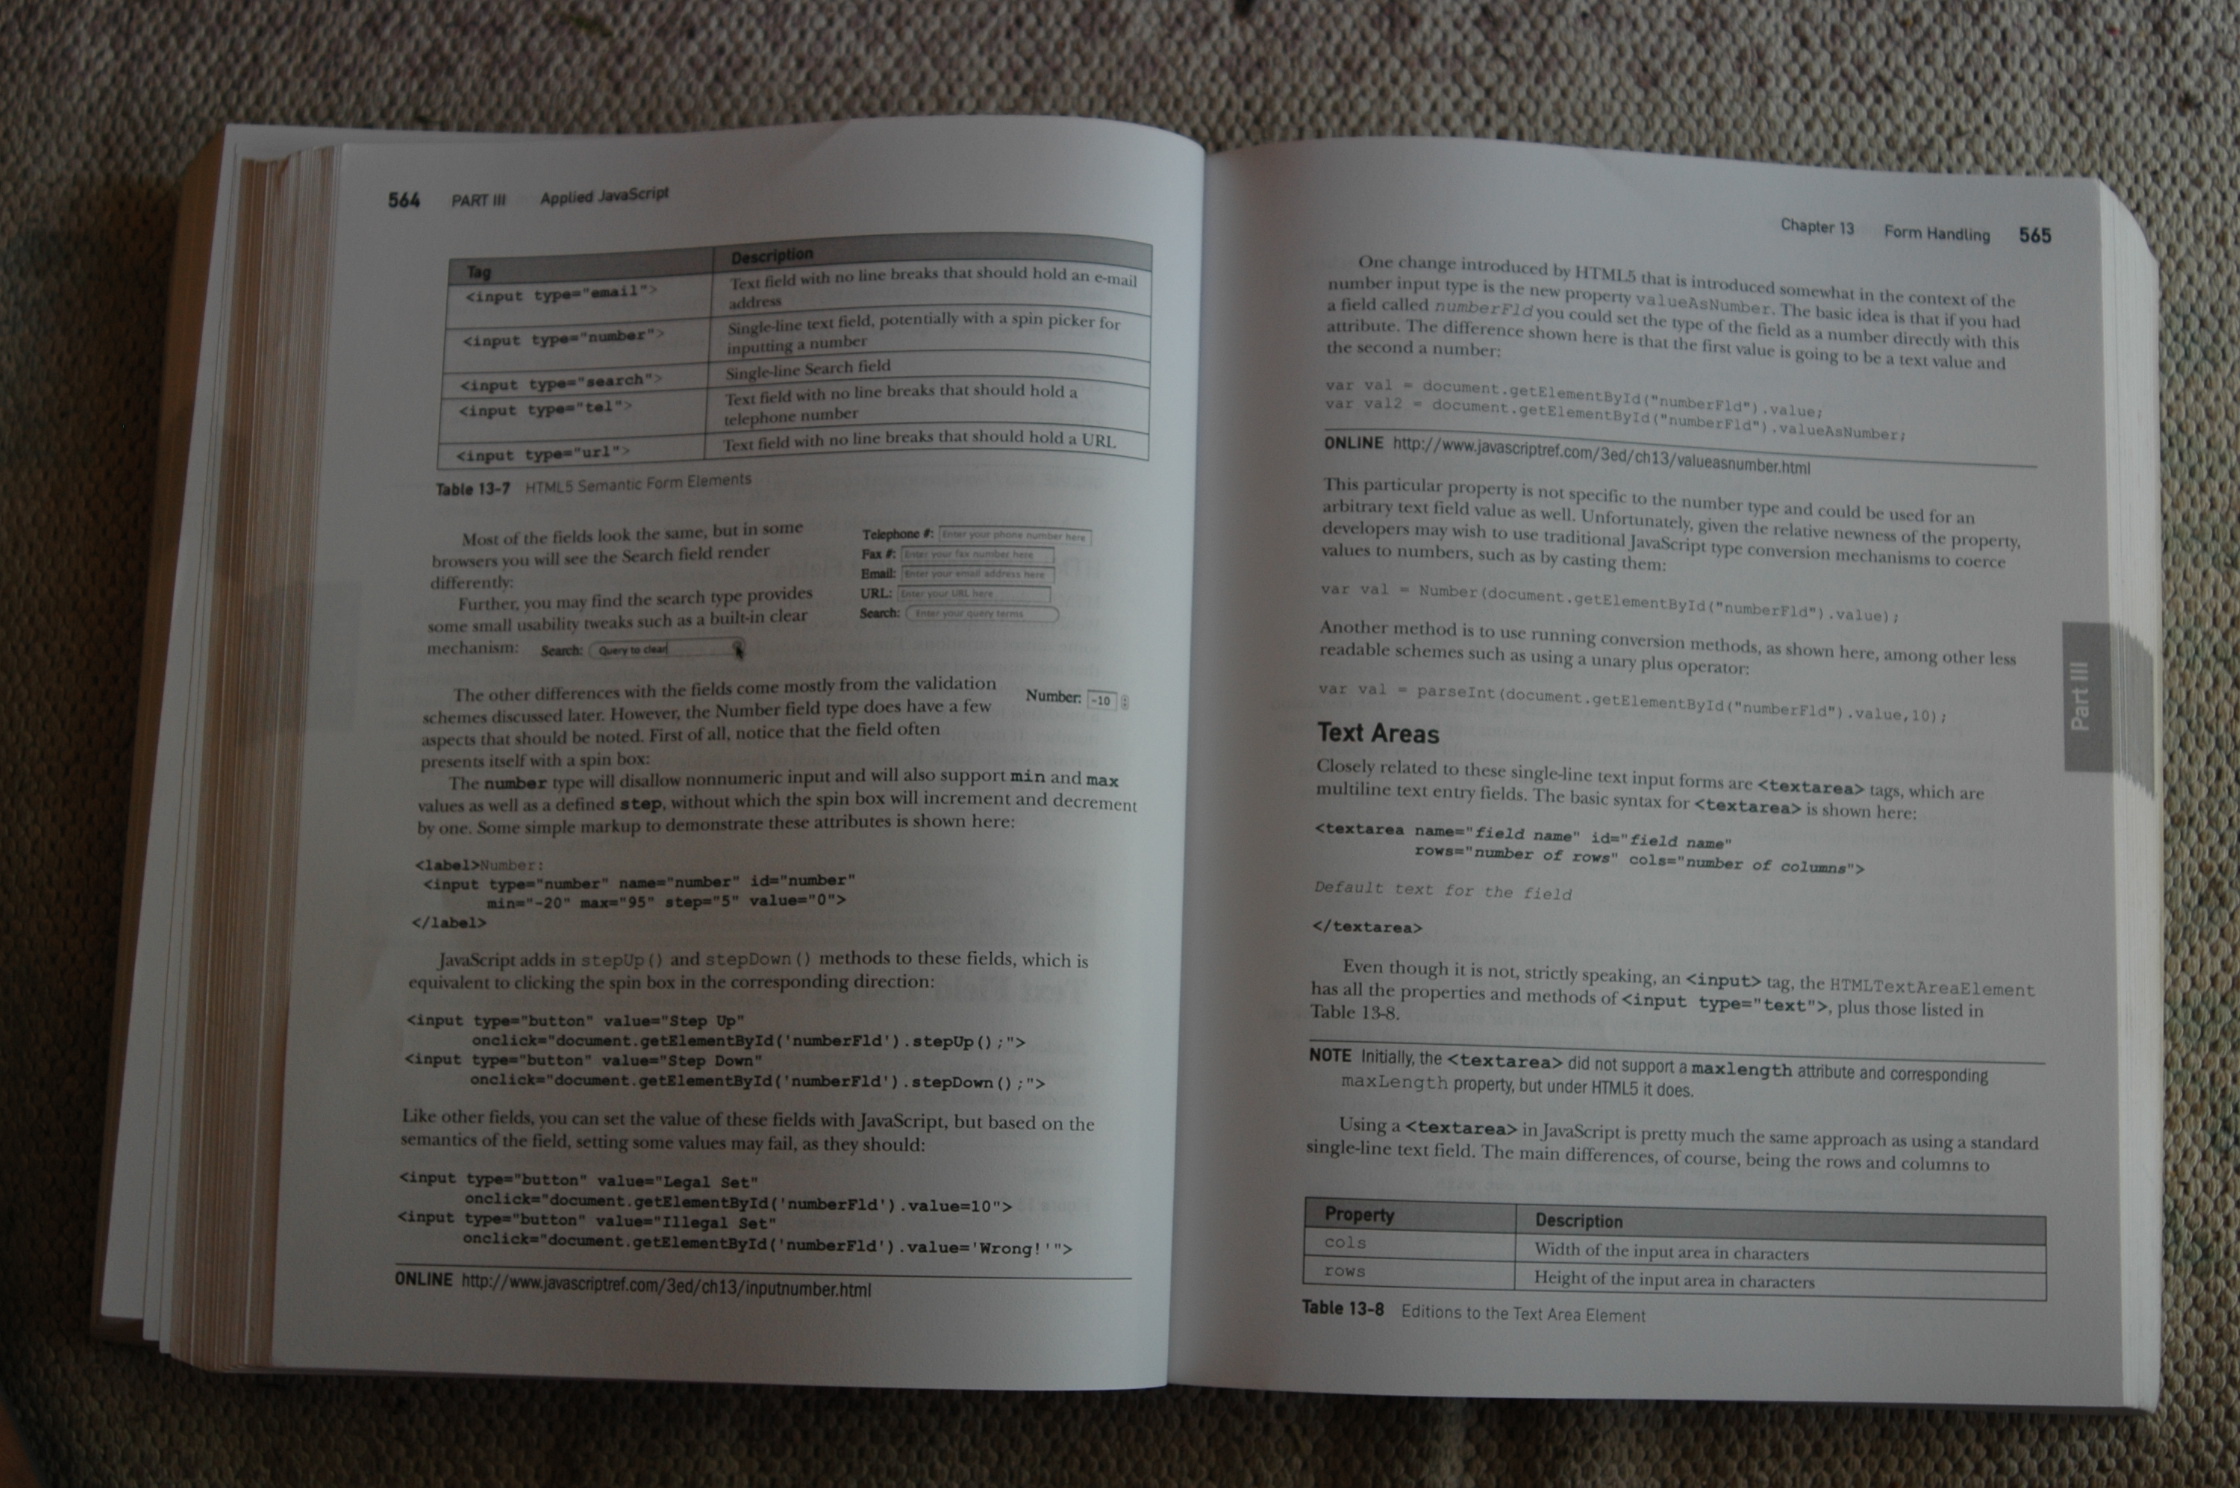 564 PART III Applied JavaScript
Tag Description
<input type="email"> Text field with no line breaks that should hold an e-mail
address
<input type="number"> Single-line text field, potentially with a spin picker for
inputting a number
<input type="search"> Single-line Search field
<input type="tel"> Text field with no line breaks that should hold a
telephone number
<input type="url"> Text field with no line breaks that should hold a URL
Table 13-7 HTML5 Semantic Form Elements
Most of the fields look the same, but in some
browsers you will see the Search field render
differently:
Telephone #: Enter your phone number here
Fax #: Enter your fax number here
Email: Enter your email address here
URL: Enter your URL here
Search: Enter your query terms
Further, you may find the search type provides
some small usability tweaks such as a built-in clear
mechanism: Search: Query to clear
The other differences with the fields come mostly from the validation
schemes discussed later. However, the Number field type does have a few
aspects that should be noted. First of all, notice that the field often
presents itself with a spin box:
Number: -10
The number type will disallow nonnumeric input and will also support min and max
values as well as a defined step, without which the spin box will increment and decrement
by one. Some simple markup to demonstrate these attributes is shown here:
<label>Number:
<input type="number" name="number" id="number"
min="-20" max="95" step="5" value="0">
</label>
JavaScript adds in stepUp() and stepDown() methods to these fields, which is
equivalent to clicking the spin box in the corresponding direction:
<input type="button" value="Step Up"
onclick="document.getElementById('numberFld').stepUp();">
<input type="button" value="Step Down"
onclick="document.getElementById('numberFld').stepDown();">
Like other fields, you can set the value of these fields with JavaScript, but based on the
semantics of the field, setting some values may fail, as they should:
<input type="button" value="Legal Set"
onclick="document.getElementById('numberFld').value=10">
<input type="button" value="Illegal Set"
onclick="document.getElementById('numberFld').value='Wrong!'">
ONLINE http://www.javascriptref.com/3ed/ch13/inputnumber.html
Chapter 13 Form Handling 565
One change introduced by HTML5 that is introduced somewhat in the context of the
number input type is the new property valueAsNumber. The basic idea is that if you had
a field called numberFld you could set the type of the field as a number directly with this
attribute. The difference shown here is that the first value is going to be a text value and
the second a number:
var val = document.getElementById("numberFld").value;
var val2 = document.getElementById("numberFld").valueAsNumber;
ONLINE http://www.javascriptref.com/3ed/ch13/valueasnumber.html
This particular property is not specific to the number type and could be used for an
arbitrary text field value as well. Unfortunately, given the relative newness of the property,
developers may wish to use traditional JavaScript type conversion mechanisms to coerce
values to numbers, such as by casting them:
var val = Number(document.getElementById("numberFld").value);
Another method is to use running conversion methods, as shown here, among other less
readable schemes such as using a unary plus operator:
var val = parseInt(document.getElementById("numberFld").value,10);
Text Areas
Closely related to these single-line text input forms are <textarea> tags, which are
multiline text entry fields. The basic syntax for <textarea> is shown here:
<textarea name="field name" id="field name"
rows="number of rows" cols="number of columns">
Default text for the field
</textarea>
Even though it is not, strictly speaking, an <input> tag, the HTMLTextAreaElement
has all the properties and methods of <input type="text">, plus those listed in
Table 13-8.
NOTE Initially, the <textarea> did not support a maxlength attribute and corresponding
maxLength property, but under HTML5 it does.
Using a <textarea> in JavaScript is pretty much the same approach as using a standard
single-line text field. The main differences, of course, being the rows and columns to
Property Description
cols Width of the input area in characters
rows Height of the input area in characters
Table 13-8 Editions to the Text Area Element
Part III